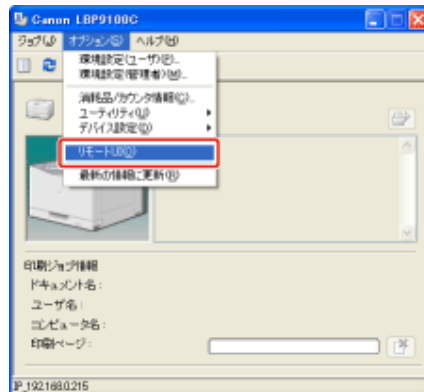 Canon LBP9100C
ジョブ(J) オプション(S) ヘルプ(H)
環境設定(ユーザ)(P)...
環境設定(管理者)(M)...
消耗品/カウンタ情報(C)...
ユーティリティ(U)
デバイス設定(D)
リモートUI(I)
最新の情報に更新(R)
印刷ジョブ情報
ドキュメント名:
ユーザ名:
コンピュータ名:
印刷ページ:
IP_192.168.0.215